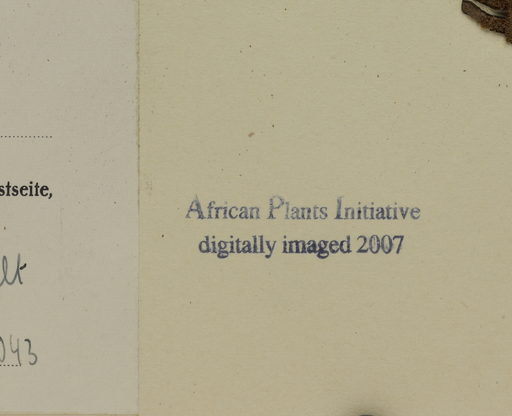 stseite,
African Plants Initiative
digitally imaged 2007